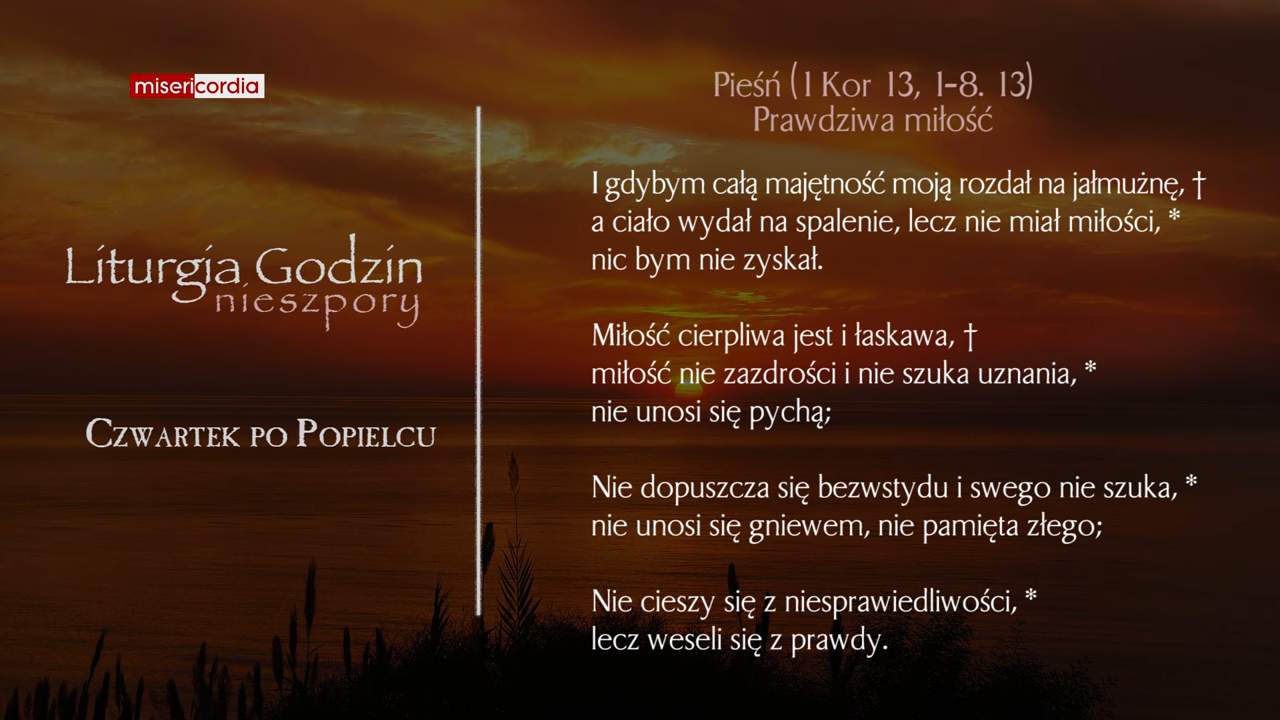 misericordia
Liturgia Godzin
nieszpory
Czwartek po Popielcu
Pieśń (1 Kor 13, 1-8. 13)
Prawdziwa miłość
I gdybym całą majętność moją rozdał na jałmużnę, †
a ciało wydał na spalenie, lecz nie miał miłości, *
nic bym nie zyskał.
Miłość cierpliwa jest i łaskawa, †
miłość nie zazdrości i nie szuka uznania, *
nie unosi się pychą;
Nie dopuszcza się bezwstydu i swego nie szuka, *
nie unosi się gniewem, nie pamięta złego;
Nie cieszy się z niesprawiedliwości, *
lecz weseli się z prawdy.